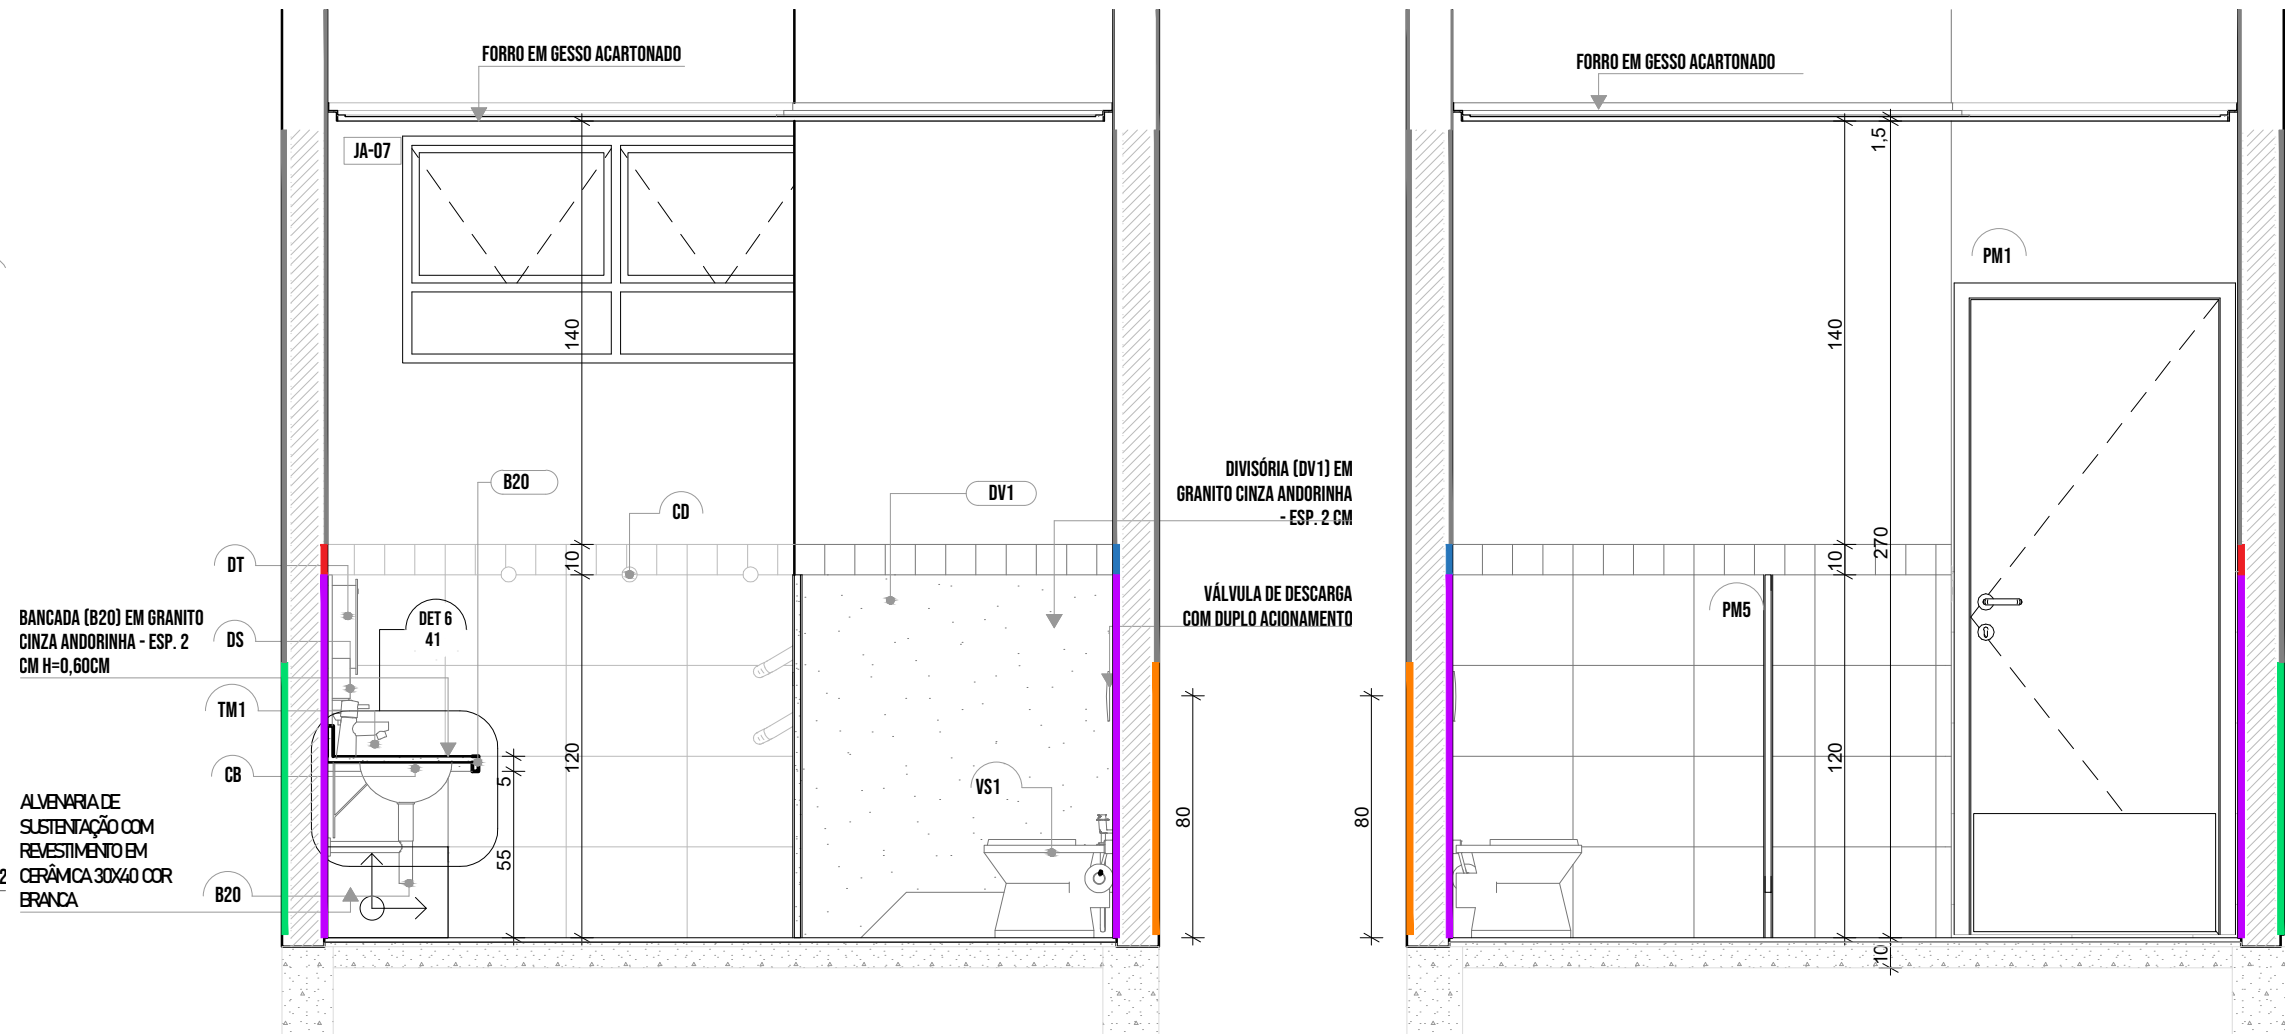 FORRO EM GESSO ACARTONADO
JA-07
140
B20
CD
DV1
DIVISÓRIA (DV1) EM
GRANITO CINZA ANDORINHA
- ESP. 2 CM
10
DT
BANCADA (B20) EM GRANITO
CINZA ANDORINHA - ESP. 2
CM H=0,60CM
DS
DET 6
41
VÁLVULA DE DESCARGA
COM DUPLO ACIONAMENTO
TM1
CB
120
5
VS1
80
ALVENARIA DE
SUSTENTAÇÃO COM
REVESTIMENTO EM
CERÂMICA 30X40 COR
BRANCA
55
B20
2
FORRO EM GESSO ACARTONADO
1,5
PM1
140
270
10
PM5
120
80
10